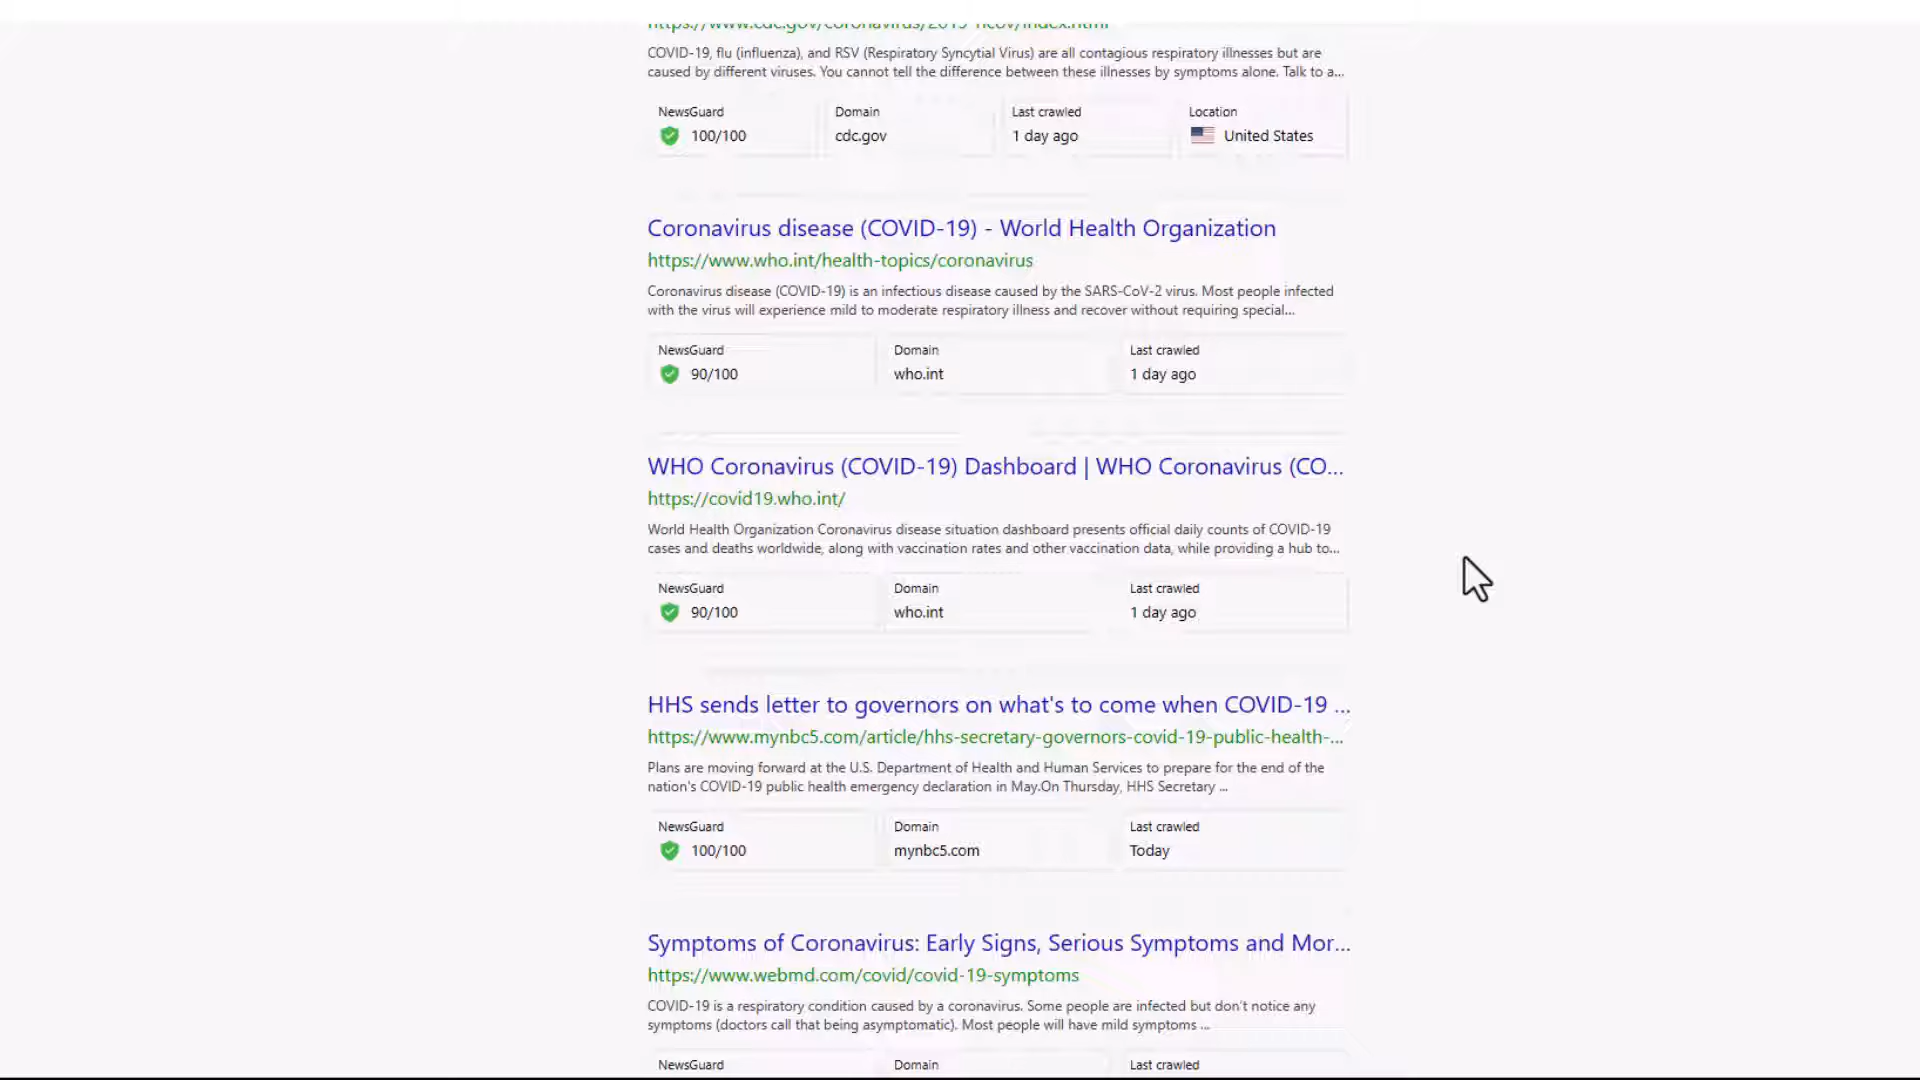 https://www.cdc.gov/coronavirus/2019-ncov/index.html
COVID-19, flu (influenza), and RSV (Respiratory Syncytial Virus) are all contagious respiratory illnesses but are
caused by different viruses. You cannot tell the difference between these illnesses by symptoms alone. Talk to a...
NewsGuard Domain Last crawled Location
100/100 cdc.gov 1 day ago United States
Coronavirus disease (COVID-19) - World Health Organization
https://www.who.int/health-topics/coronavirus
Coronavirus disease (COVID-19) is an infectious disease caused by the SARS-CoV-2 virus. Most people infected
with the virus will experience mild to moderate respiratory illness and recover without requiring special...
NewsGuard Domain Last crawled
90/100 who.int 1 day ago
WHO Coronavirus (COVID-19) Dashboard | WHO Coronavirus (CO...
https://covid19.who.int/
World Health Organization Coronavirus disease situation dashboard presents official daily counts of COVID-19
cases and deaths worldwide, along with vaccination rates and other vaccination data, while providing a hub to...
NewsGuard Domain Last crawled
90/100 who.int 1 day ago
HHS sends letter to governors on what's to come when COVID-19 ...
https://www.mynbc5.com/article/hhs-secretary-governors-covid-19-public-health-...
Plans are moving forward at the U.S. Department of Health and Human Services to prepare for the end of the
nation's COVID-19 public health emergency declaration in May.On Thursday, HHS Secretary ...
NewsGuard Domain Last crawled
100/100 mynbc5.com Today
Symptoms of Coronavirus: Early Signs, Serious Symptoms and Mor...
https://www.webmd.com/covid/covid-19-symptoms
COVID-19 is a respiratory condition caused by a coronavirus. Some people are infected but don't notice any
symptoms (doctors call that being asymptomatic). Most people will have mild symptoms ...
NewsGuard Domain Last crawled